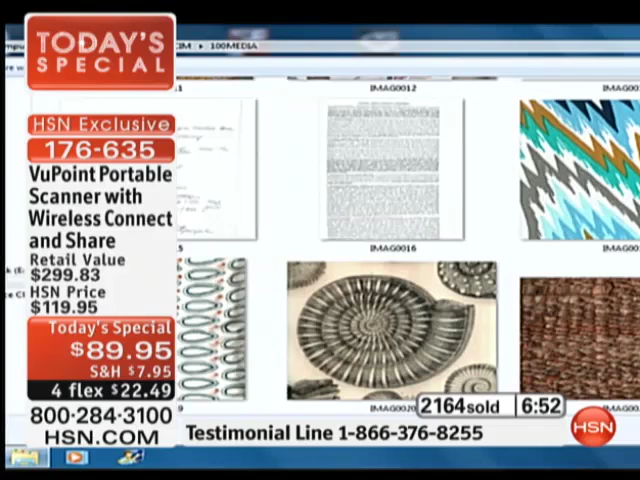 TODAY'S
SPECIAL
HSN Exclusive
176-635
VuPoint Portable
Scanner with
Wireless Connect
and Share
Retail Value
$299.83
HSN Price
$119.95
Today's Special
$89.95
S&H $7.95
4 flex $22.49
800-284-3100
HSN.COM
100MEDIA
IMAG0012
IMAG0016
IMAG0020
2164 sold 6:52
Testimonial Line 1-866-376-8255
HSN